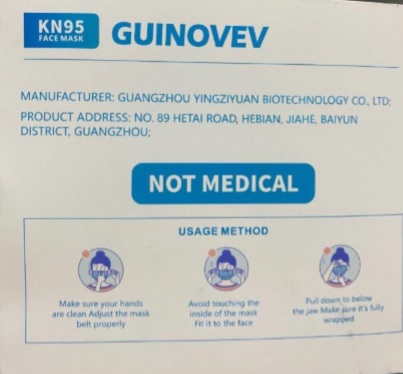 KN95
FACE MASK
GUINOVEV
MANUFACTURER: GUANGZHOU YINGZIYUAN BIOTECHNOLOGY CO., LTD;
PRODUCT ADDRESS: NO. 89 HETAI ROAD, HEBIAN, JIAHE, BAIYUN
DISTRICT, GUANGZHOU;
NOT MEDICAL
USAGE METHOD
Make sure your hands
are clean Adjust the mask
belt properly
Avoid touching the
inside of the mask
Fit it to the face
Pull down to below
the jaw Make sure it's fully
wrapped